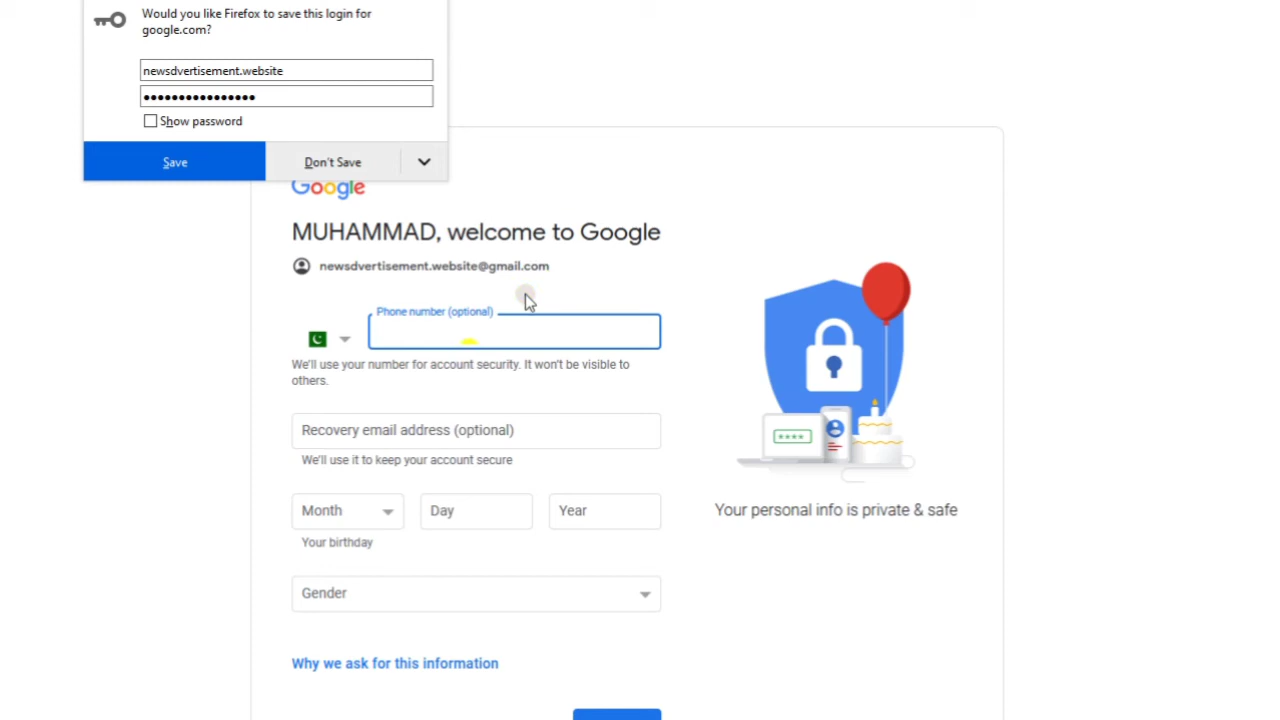 Would you like Firefox to save this login for
google.com?
newsdvertisement.website
••••••••••••••••
Show password
Save
Don't Save
Google
MUHAMMAD, welcome to Google
newsdvertisement.website@gmail.com
Phone number (optional)
We'll use your number for account security. It won't be visible to
others.
Recovery email address (optional)
We'll use it to keep your account secure
Month
Day
Year
Your birthday
Gender
Why we ask for this information
****
Your personal info is private & safe